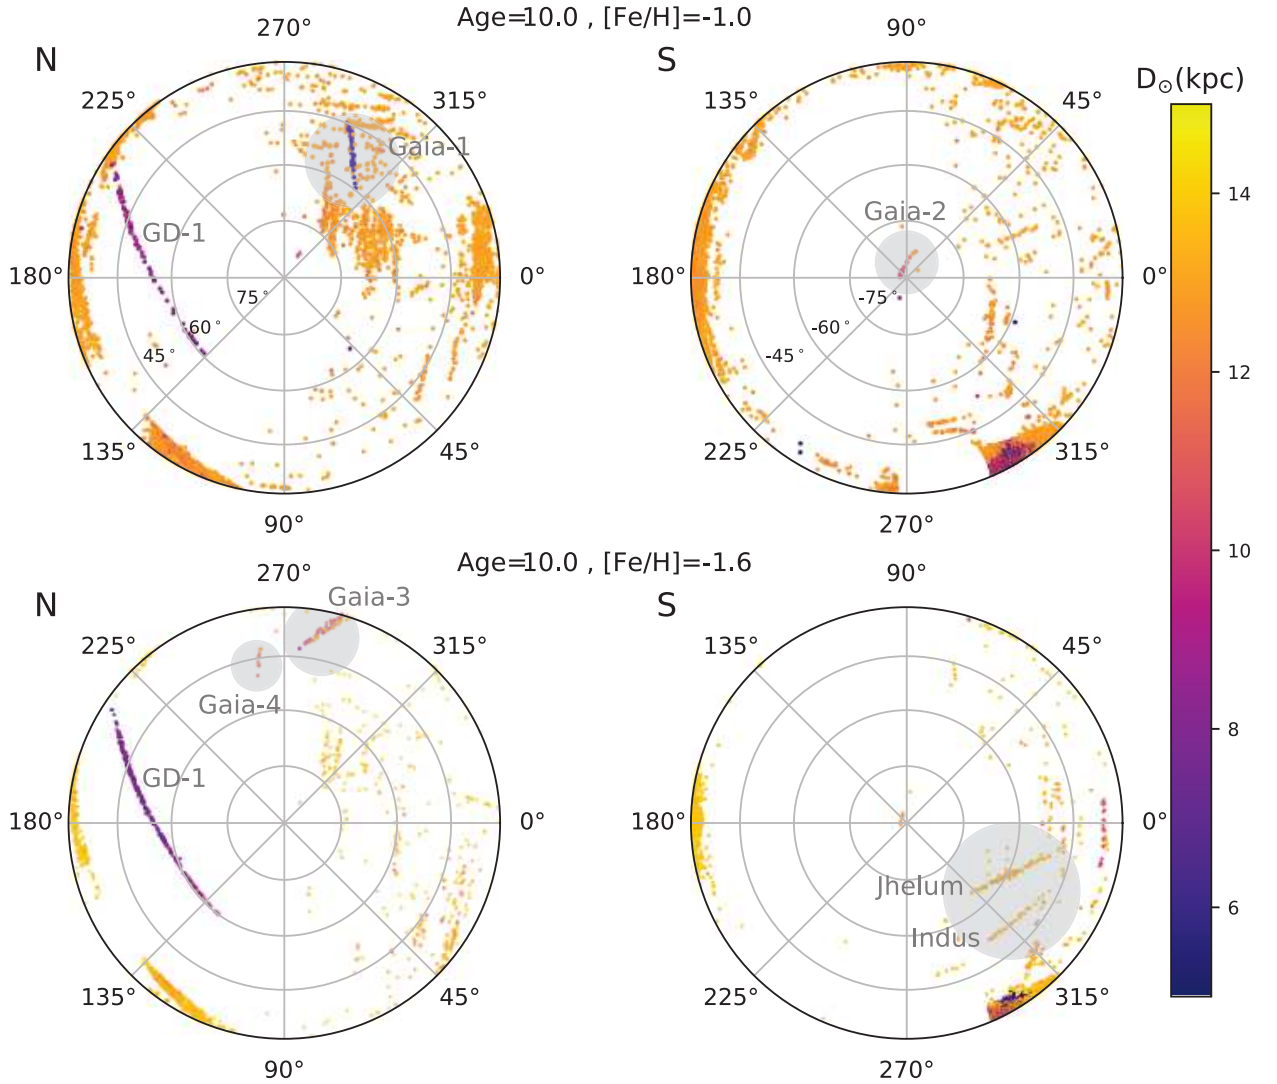 Age=10.0 , [Fe/H]=-1.0
N
270°
225°
315°
Gaia-1
GD-1
180°
0°
75°
60°
45°
135°
45°
90°
S
90°
135°
45°
Gaia-2
180°
0°
-75°
-60°
-45°
225°
315°
270°
D⊙(kpc)
14
12
10
8
6
Age=10.0 , [Fe/H]=-1.6
N
270°
Gaia-3
225°
315°
Gaia-4
GD-1
180°
0°
135°
45°
90°
S
90°
135°
45°
180°
0°
Jhelum
Indus
225°
315°
270°